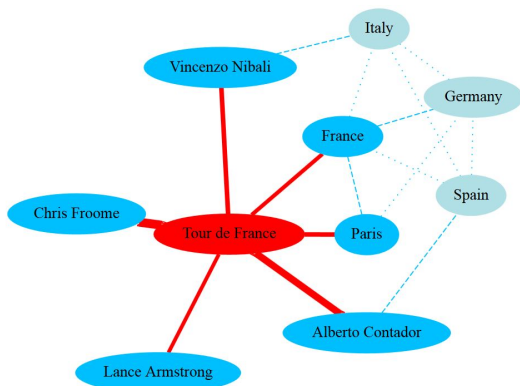 Italy
Vincenzo Nibali
Germany
France
Spain
Chris Froome
Tour de France
Paris
Alberto Contador
Lance Armstrong